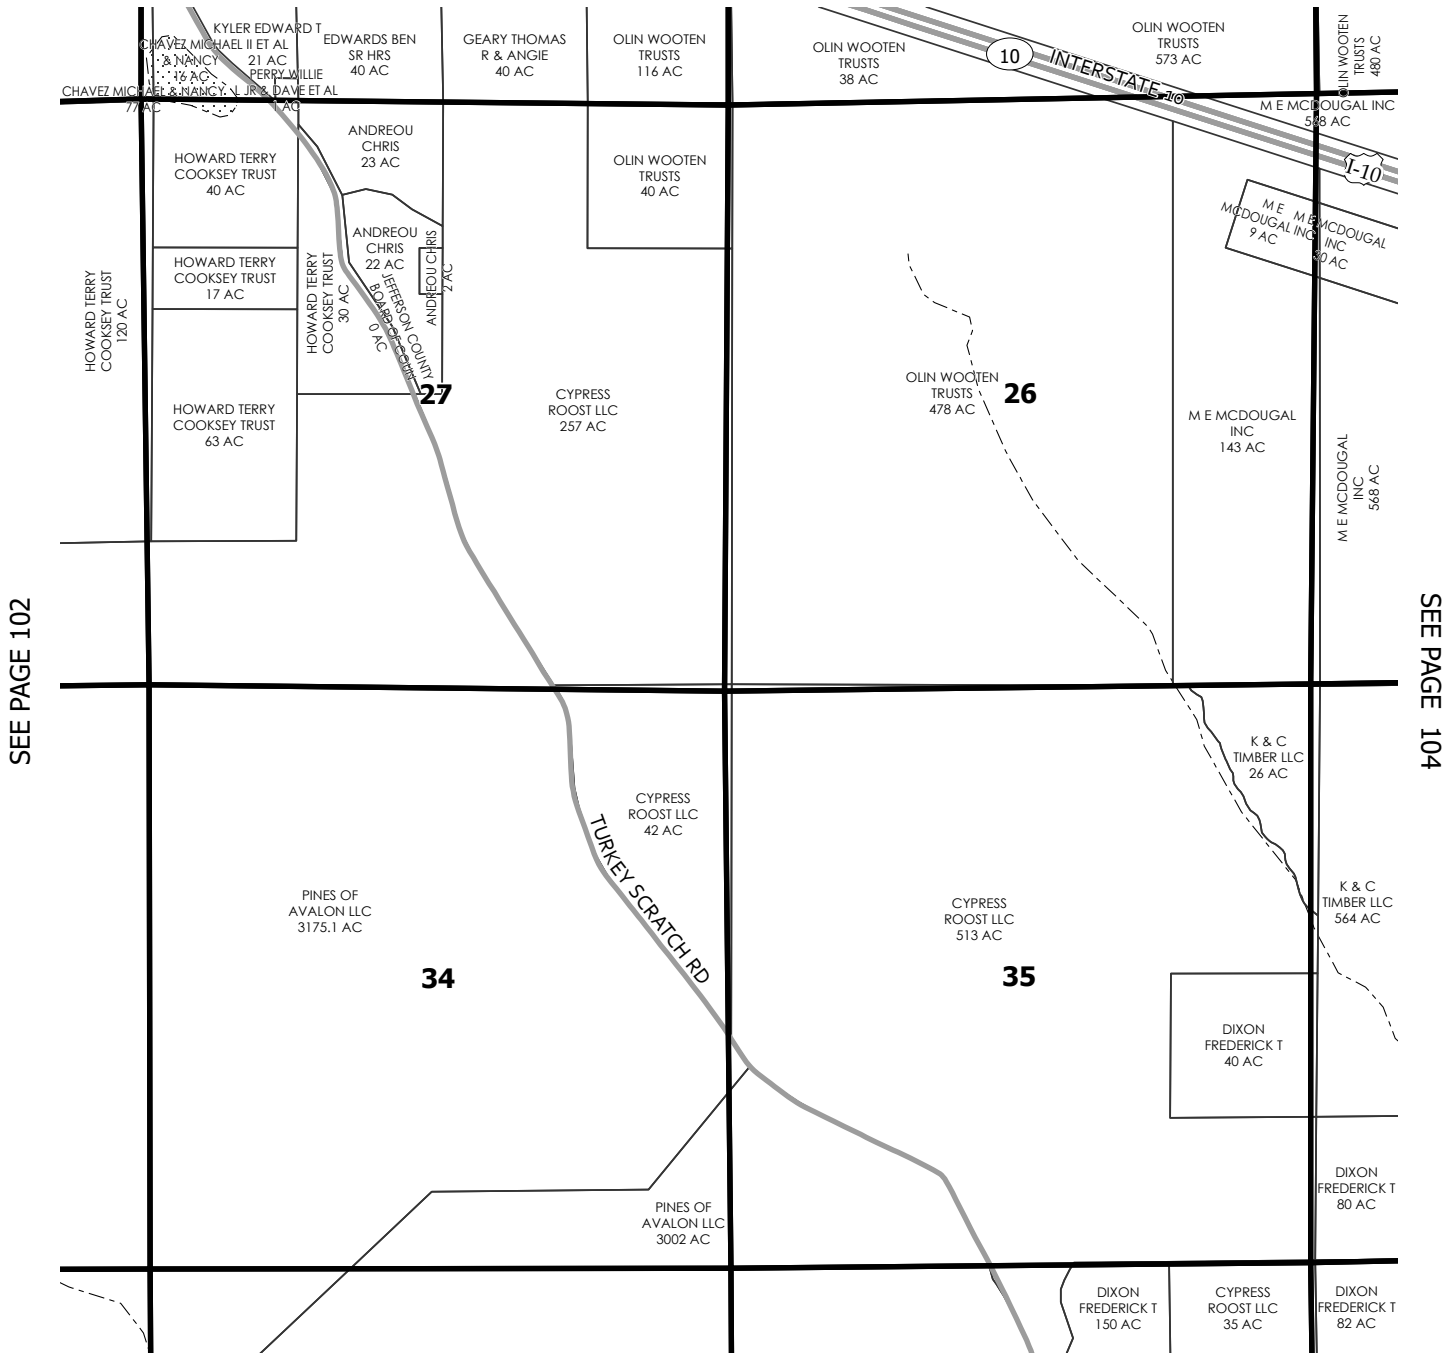 KYLER EDWARD T
21 AC
CHAVEZ MICHAEL II ET AL
& NANCY
16 AC
PERRY WILLIE
L JR & DAVE ET AL
1 AC
CHAVEZ MICHAEL & NANCY
77 AC
EDWARDS BEN
SR HRS
40 AC
GEARY THOMAS
R & ANGIE
40 AC
OLIN WOOTEN
TRUSTS
116 AC
OLIN WOOTEN
TRUSTS
38 AC
10
INTERSTATE 10
OLIN WOOTEN
TRUSTS
573 AC
OLIN WOOTEN
TRUSTS
480 AC
M E MCDOUGAL INC
568 AC
I-10
HOWARD TERRY
COOKSEY TRUST
40 AC
ANDREOU
CHRIS
23 AC
OLIN WOOTEN
TRUSTS
40 AC
M E
MCDOUGAL INC
9 AC
M E MCDOUGAL
INC
20 AC
HOWARD TERRY
COOKSEY TRUST
120 AC
HOWARD TERRY
COOKSEY TRUST
17 AC
HOWARD TERRY
COOKSEY TRUST
30 AC
ANDREOU
CHRIS
22 AC
ANDREOU CHRIS
2 AC
JEFFERSON COUNTY
BOARD OF COUN
0 AC
HOWARD TERRY
COOKSEY TRUST
63 AC
27
CYPRESS
ROOST LLC
257 AC
OLIN WOOTEN
TRUSTS
478 AC
26
M E MCDOUGAL
INC
143 AC
M E MCDOUGAL
INC
568 AC
SEE PAGE 102
SEE PAGE 104
K & C
TIMBER LLC
26 AC
CYPRESS
ROOST LLC
42 AC
TURKEY SCRATCH RD
PINES OF
AVALON LLC
3175.1 AC
CYPRESS
ROOST LLC
513 AC
K & C
TIMBER LLC
564 AC
34
35
DIXON
FREDERICK T
40 AC
PINES OF
AVALON LLC
3002 AC
DIXON
FREDERICK T
80 AC
DIXON
FREDERICK T
150 AC
CYPRESS
ROOST LLC
35 AC
DIXON
FREDERICK T
82 AC